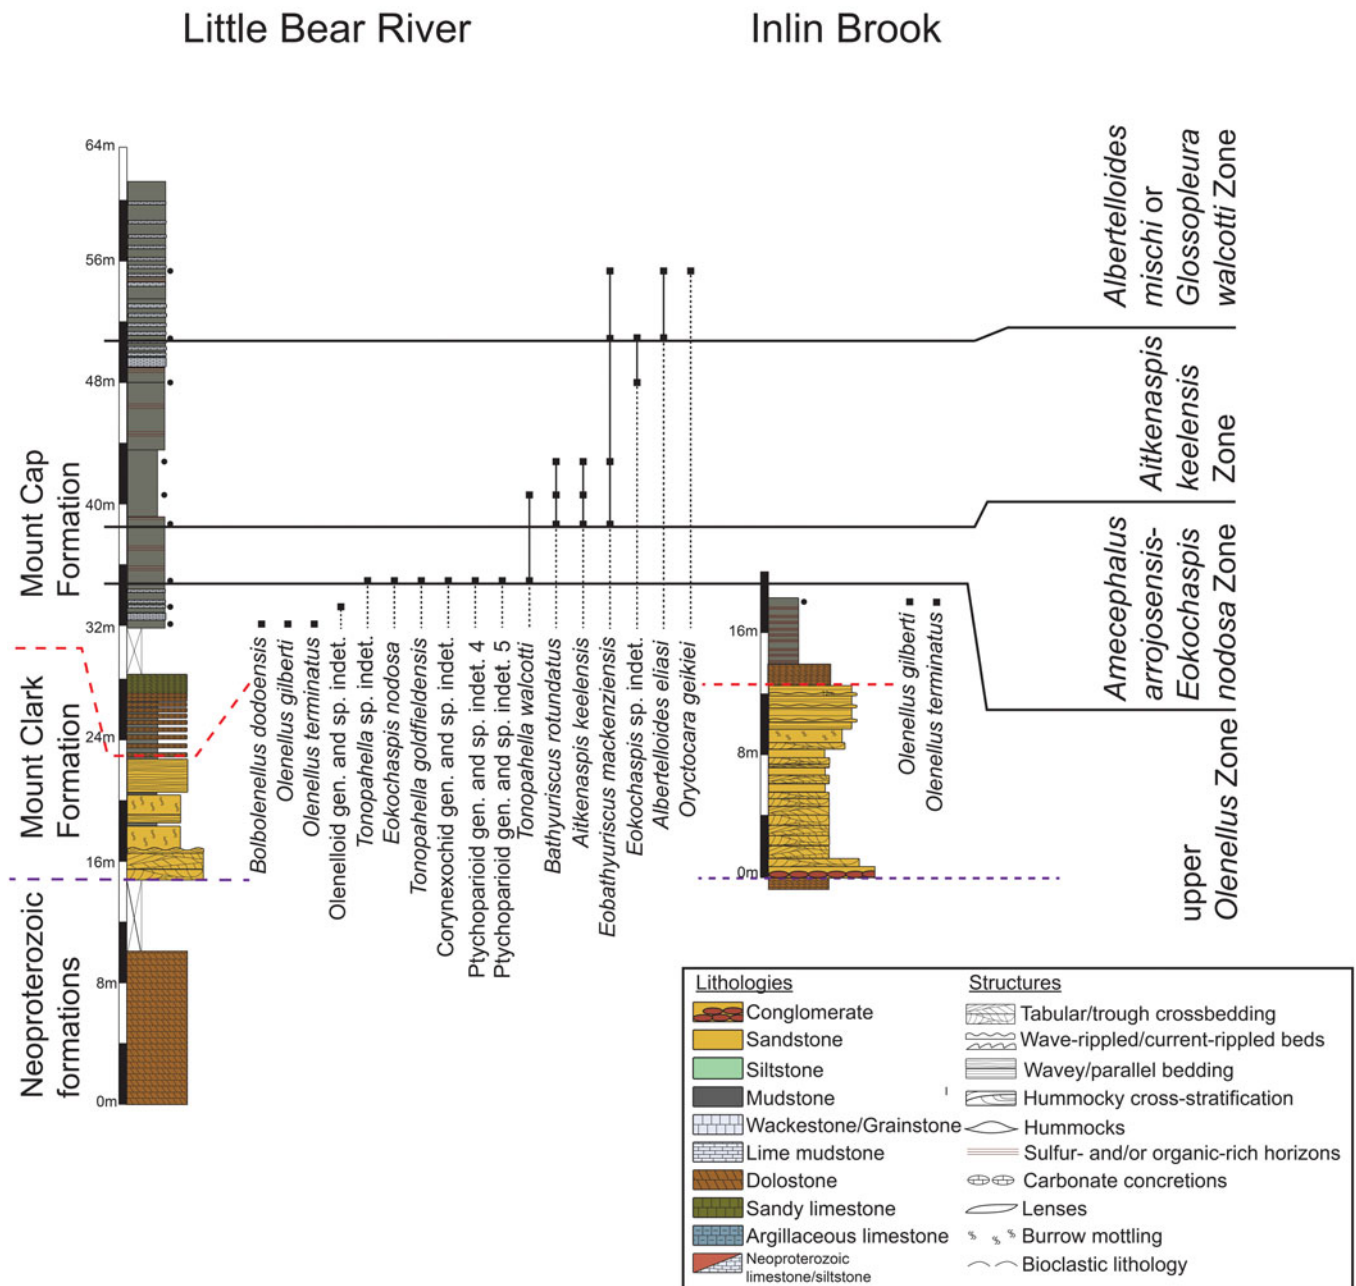 Little Bear River
Inlin Brook
64m
56m
48m
40m
32m
24m
16m
8m
0m
Mount Cap
Formation
Mount Clark
Formation
Neoproterozoic
formations
Bolbolenellus dodoensis
Olenellus gilberti
Olenellus terminatus
Olenelloid gen. and sp. indet.
Tonopahella sp. indet.
Eokochaspis nodosa
Tonopahella goldfieldensis
Corynexochid gen. and sp. indet.
Ptychoparioid gen. and sp. indet. 4
Ptychoparioid gen. and sp. indet. 5
Tonopahella walcotti
Bathyuriscus rotundatus
Aitkenaspis keelensis
Eobathyuriscus mackenziensis
Eokochaspis sp. indet.
Albertelloides eliasi
Oryctocara geikiei
16m
8m
0m
Olenellus gilberti
Olenellus terminatus
Albertelloides
mischi or
Glossopleura
walcotti Zone
Aitkenaspis
keelensis
Zone
Amecephalus
arrojosensis-
Eokochaspis
nodosa Zone
upper
Olenellus Zone
Lithologies
Conglomerate
Sandstone
Siltstone
Mudstone
Wackestone/Grainstone
Lime mudstone
Dolostone
Sandy limestone
Argillaceous limestone
Neoproterozoic
limestone/siltstone
Structures
Tabular/trough crossbedding
Wave-rippled/current-rippled beds
Wavey/parallel bedding
Hummocky cross-stratification
Hummocks
Sulfur- and/or organic-rich horizons
Carbonate concretions
Lenses
Burrow mottling
Bioclastic lithology